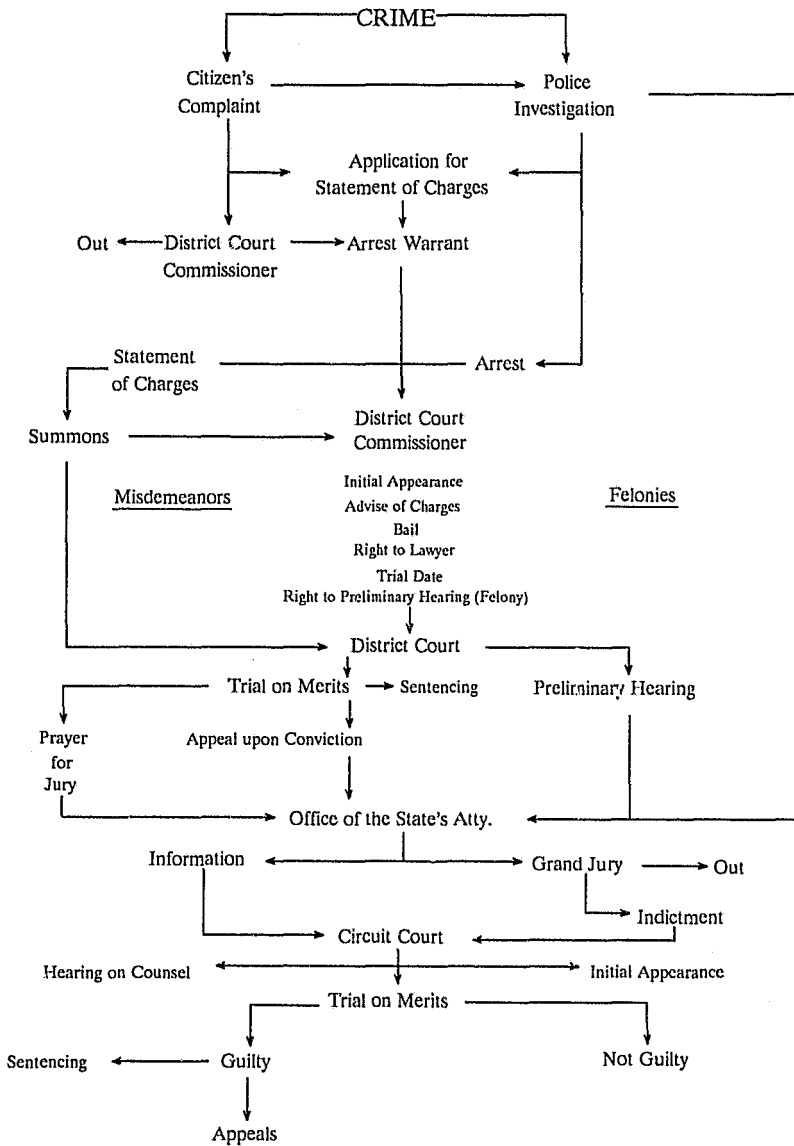 CRIME
Citizen's
Complaint
Police
Investigation
Application for
Statement of Charges
Out
District Court
Commissioner
Arrest Warrant
Statement
of Charges
Arrest
Summons
District Court
Commissioner
Misdemeanors
Initial Appearance
Advise of Charges
Bail
Right to Lawyer
Trial Date
Right to Preliminary Hearing (Felony)
Felonies
District Court
Trial on Merits
Sentencing
Preliminary Hearing
Prayer
for
Jury
Appeal upon Conviction
Office of the State's Atty.
Information
Grand Jury
Out
Indictment
Circuit Court
Hearing on Counsel
Initial Appearance
Trial on Merits
Sentencing
Guilty
Not Guilty
Appeals